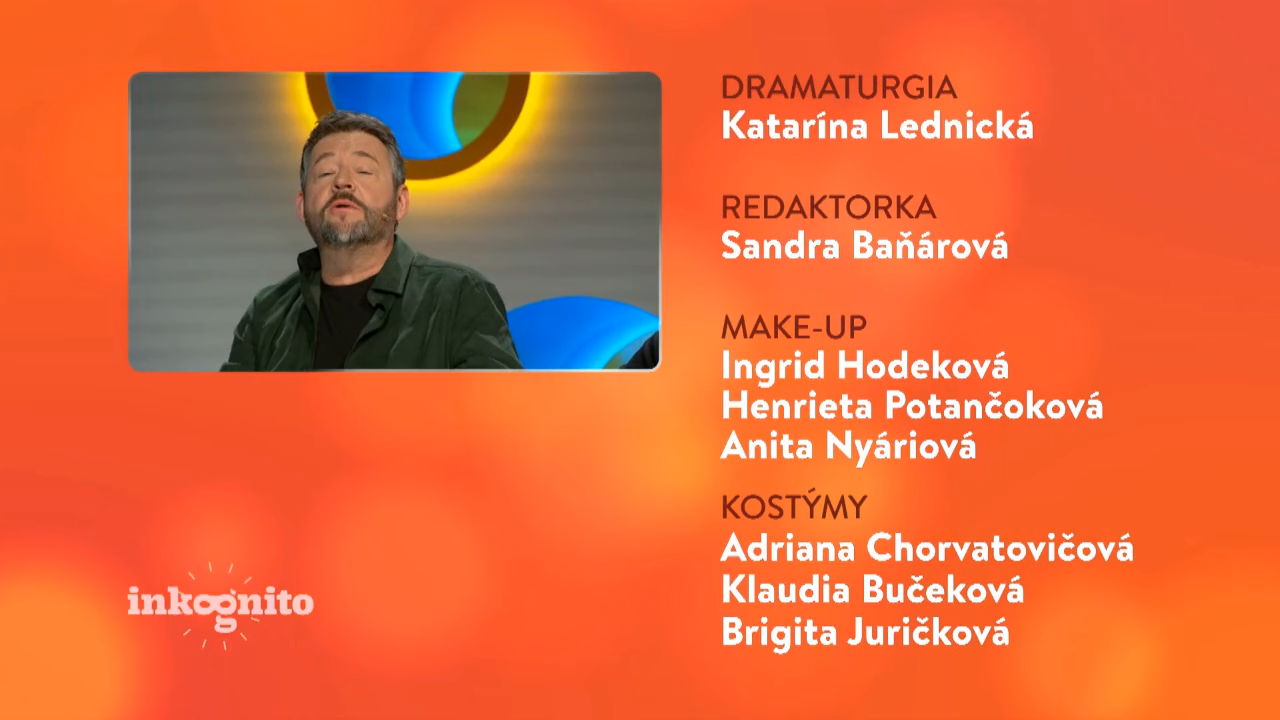 DRAMATURGIA
Katarína Lednická
REDAKTORKA
Sandra Baňárová
MAKE-UP
Ingrid Hodeková
Henrieta Potančoková
Anita Nyáriová
KOSTÝMY
Adriana Chorvatovičová
Klaudia Bučeková
Brigita Juričková
inkognito